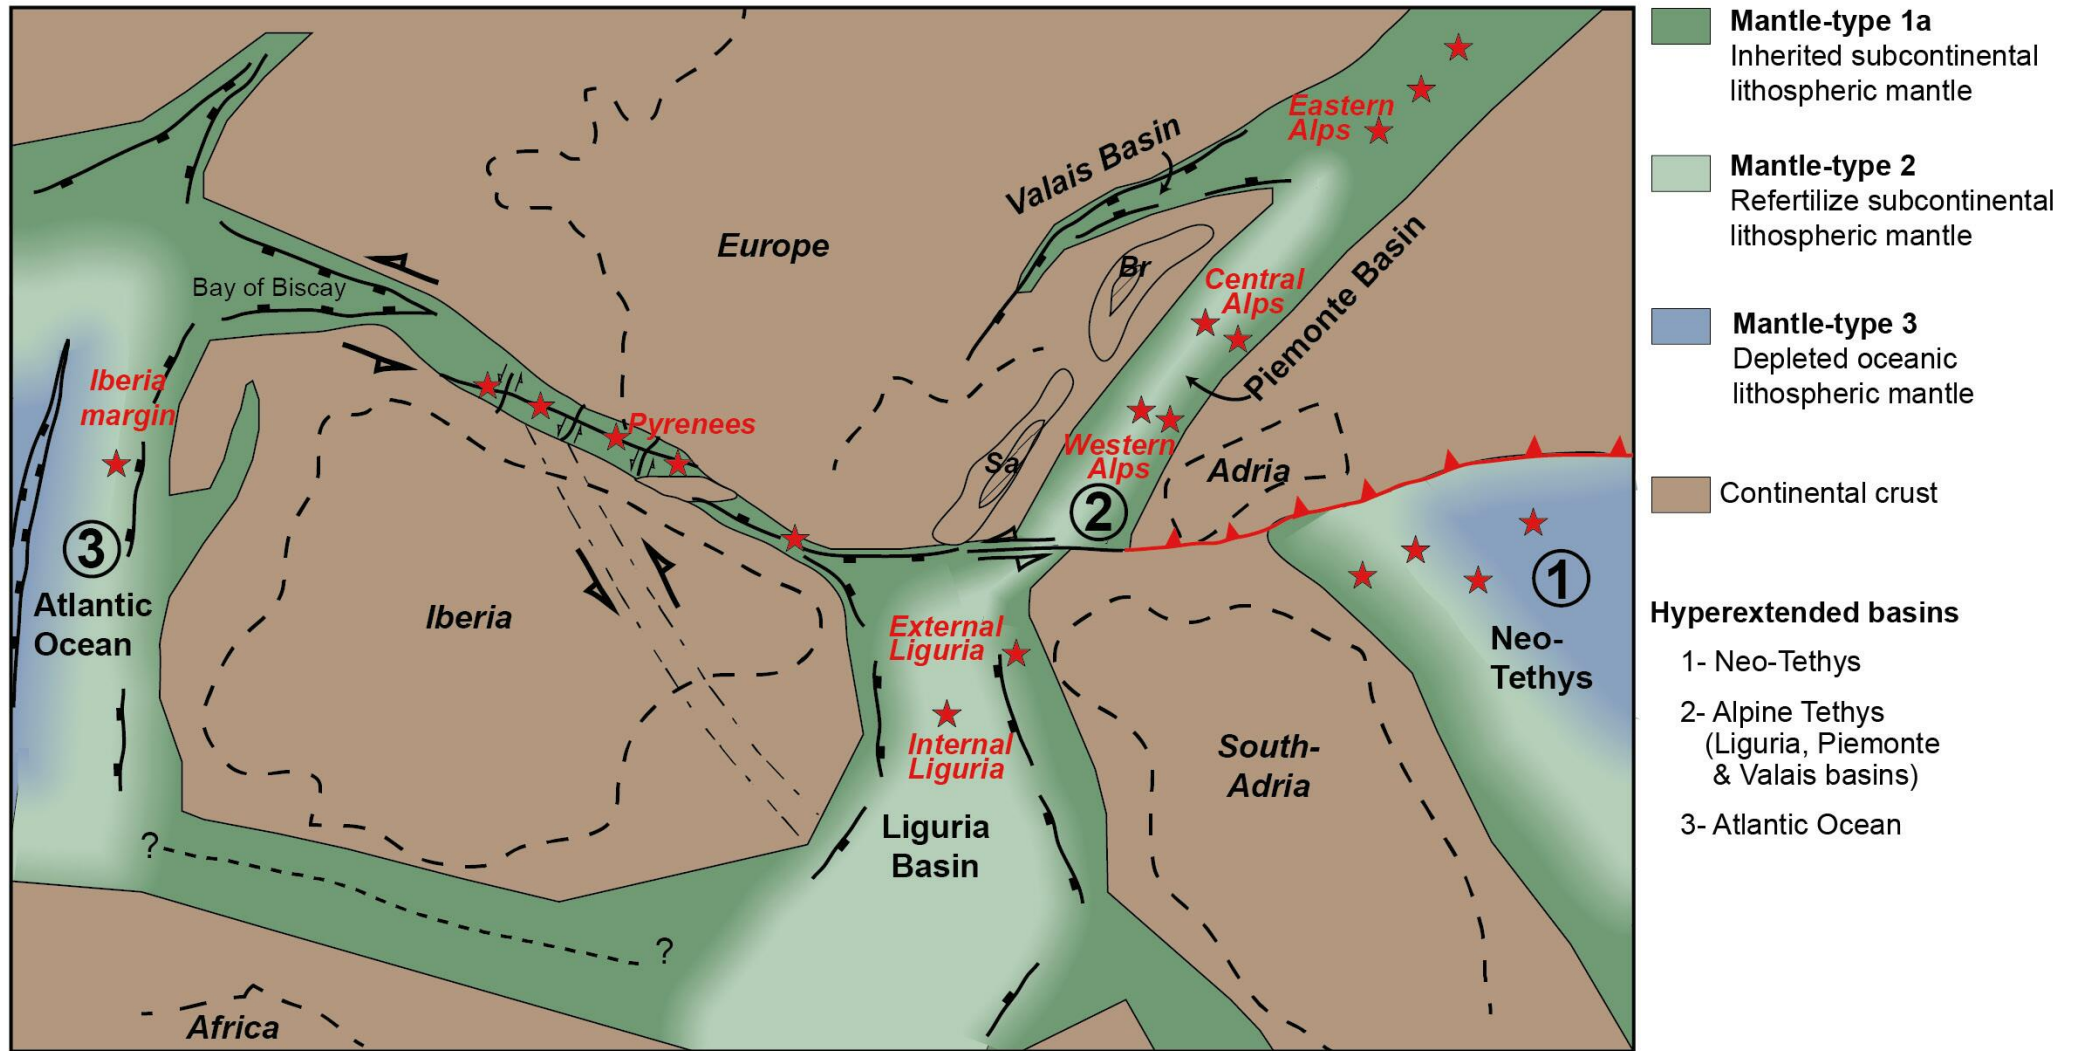 Eastern
Alps
Valais Basin
Europe
Br
Bay of Biscay
Central
Alps
Piemonte Basin
Iberia
margin
Pyrenees
Western
Alps
Sa
Adria
2
3
1
Atlantic
Ocean
Iberia
External
Liguria
Neo-
Tethys
Internal
Liguria
South-
Adria
Liguria
Basin
?
?
Africa
Mantle-type 1a
Inherited subcontinental
lithospheric mantle
Mantle-type 2
Refertilize subcontinental
lithospheric mantle
Mantle-type 3
Depleted oceanic
lithospheric mantle
Continental crust
Hyperextended basins
1- Neo-Tethys
2- Alpine Tethys
(Liguria, Piemonte
& Valais basins)
3- Atlantic Ocean